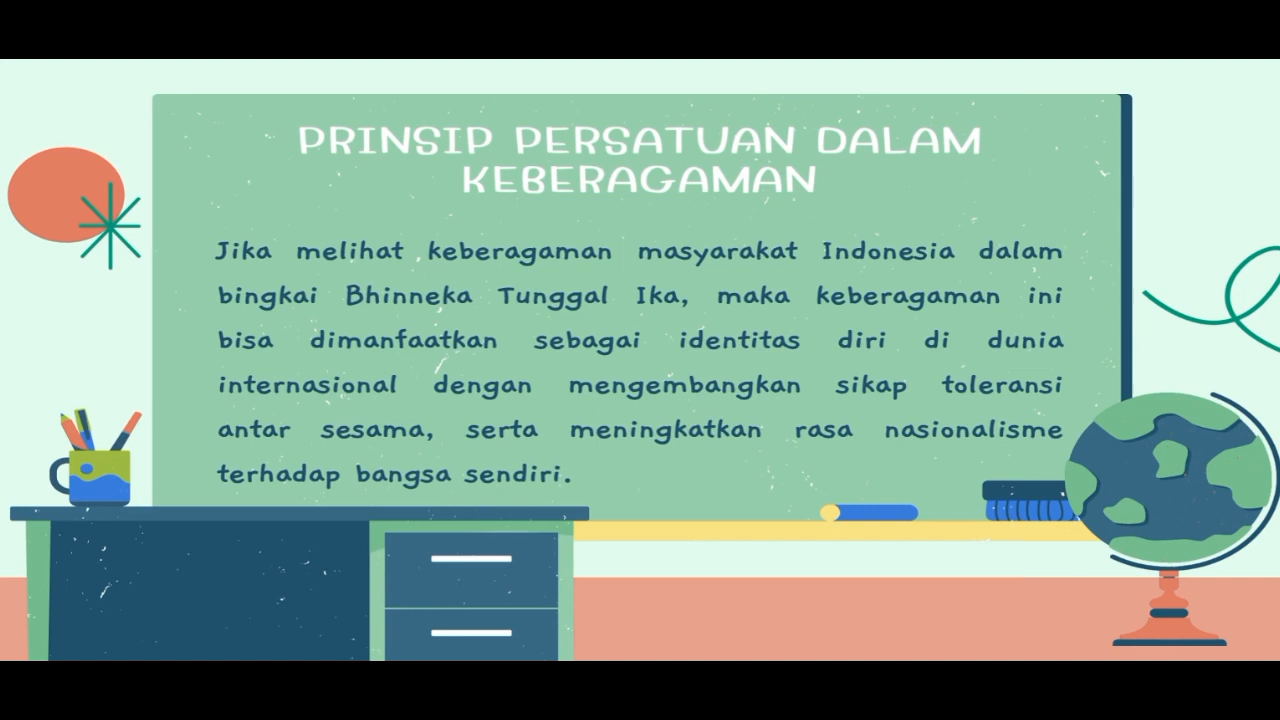 PRINSIP PERSATUAN DALAM
KEBERAGAMAN
Jika melihat keberagaman masyarakat Indonesia dalam
bingkai Bhinneka Tunggal Ika, maka keberagaman ini
bisa dimanfaatkan sebagai identitas diri di dunia
internasional dengan mengembangkan sikap toleransi
antar sesama, serta meningkatkan rasa nasionalisme
terhadap bangsa sendiri.